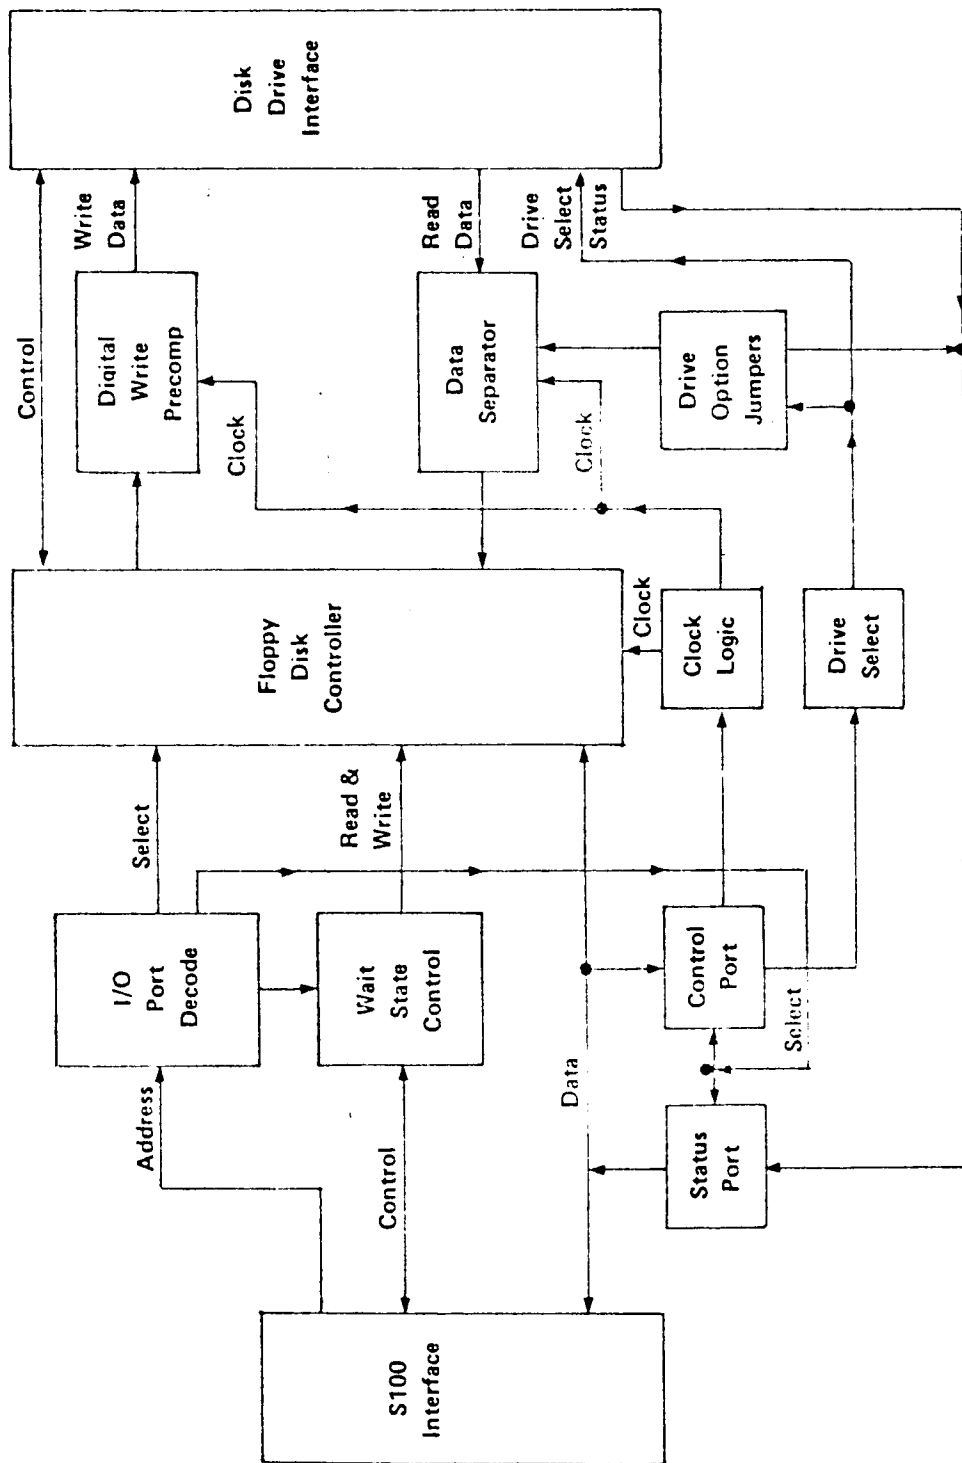 S100
Interface
Address
Control
Data
I/O
Port
Decode
Wait
State
Control
Status
Port
Control
Port
Select
Select
Read &
Write
Floppy
Disk
Controller
Clock
Clock
Logic
Drive
Select
Control
Clock
Clock
Digital
Write
Precomp
Data
Separator
Drive
Option
Jumpers
Write
Data
Read
Data
Drive
Select
Status
Disk
Drive
Interface